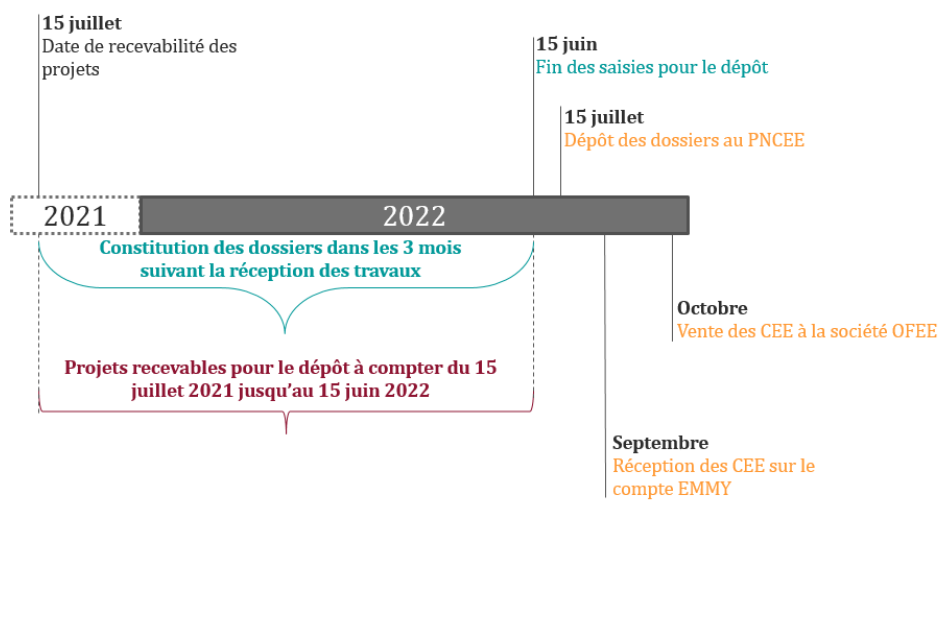 15 juillet
Date de recevabilité des
projets
15 juin
Fin des saisies pour le dépôt
15 juillet
Dépôt des dossiers au PNCEE
2021
2022
Constitution des dossiers dans les 3 mois
suivant la réception des travaux
Octobre
Vente des CEE à la société OFEE
Projets recevables pour le dépôt à compter du 15
juillet 2021 jusqu’au 15 juin 2022
Septembre
Réception des CEE sur le
compte EMMY